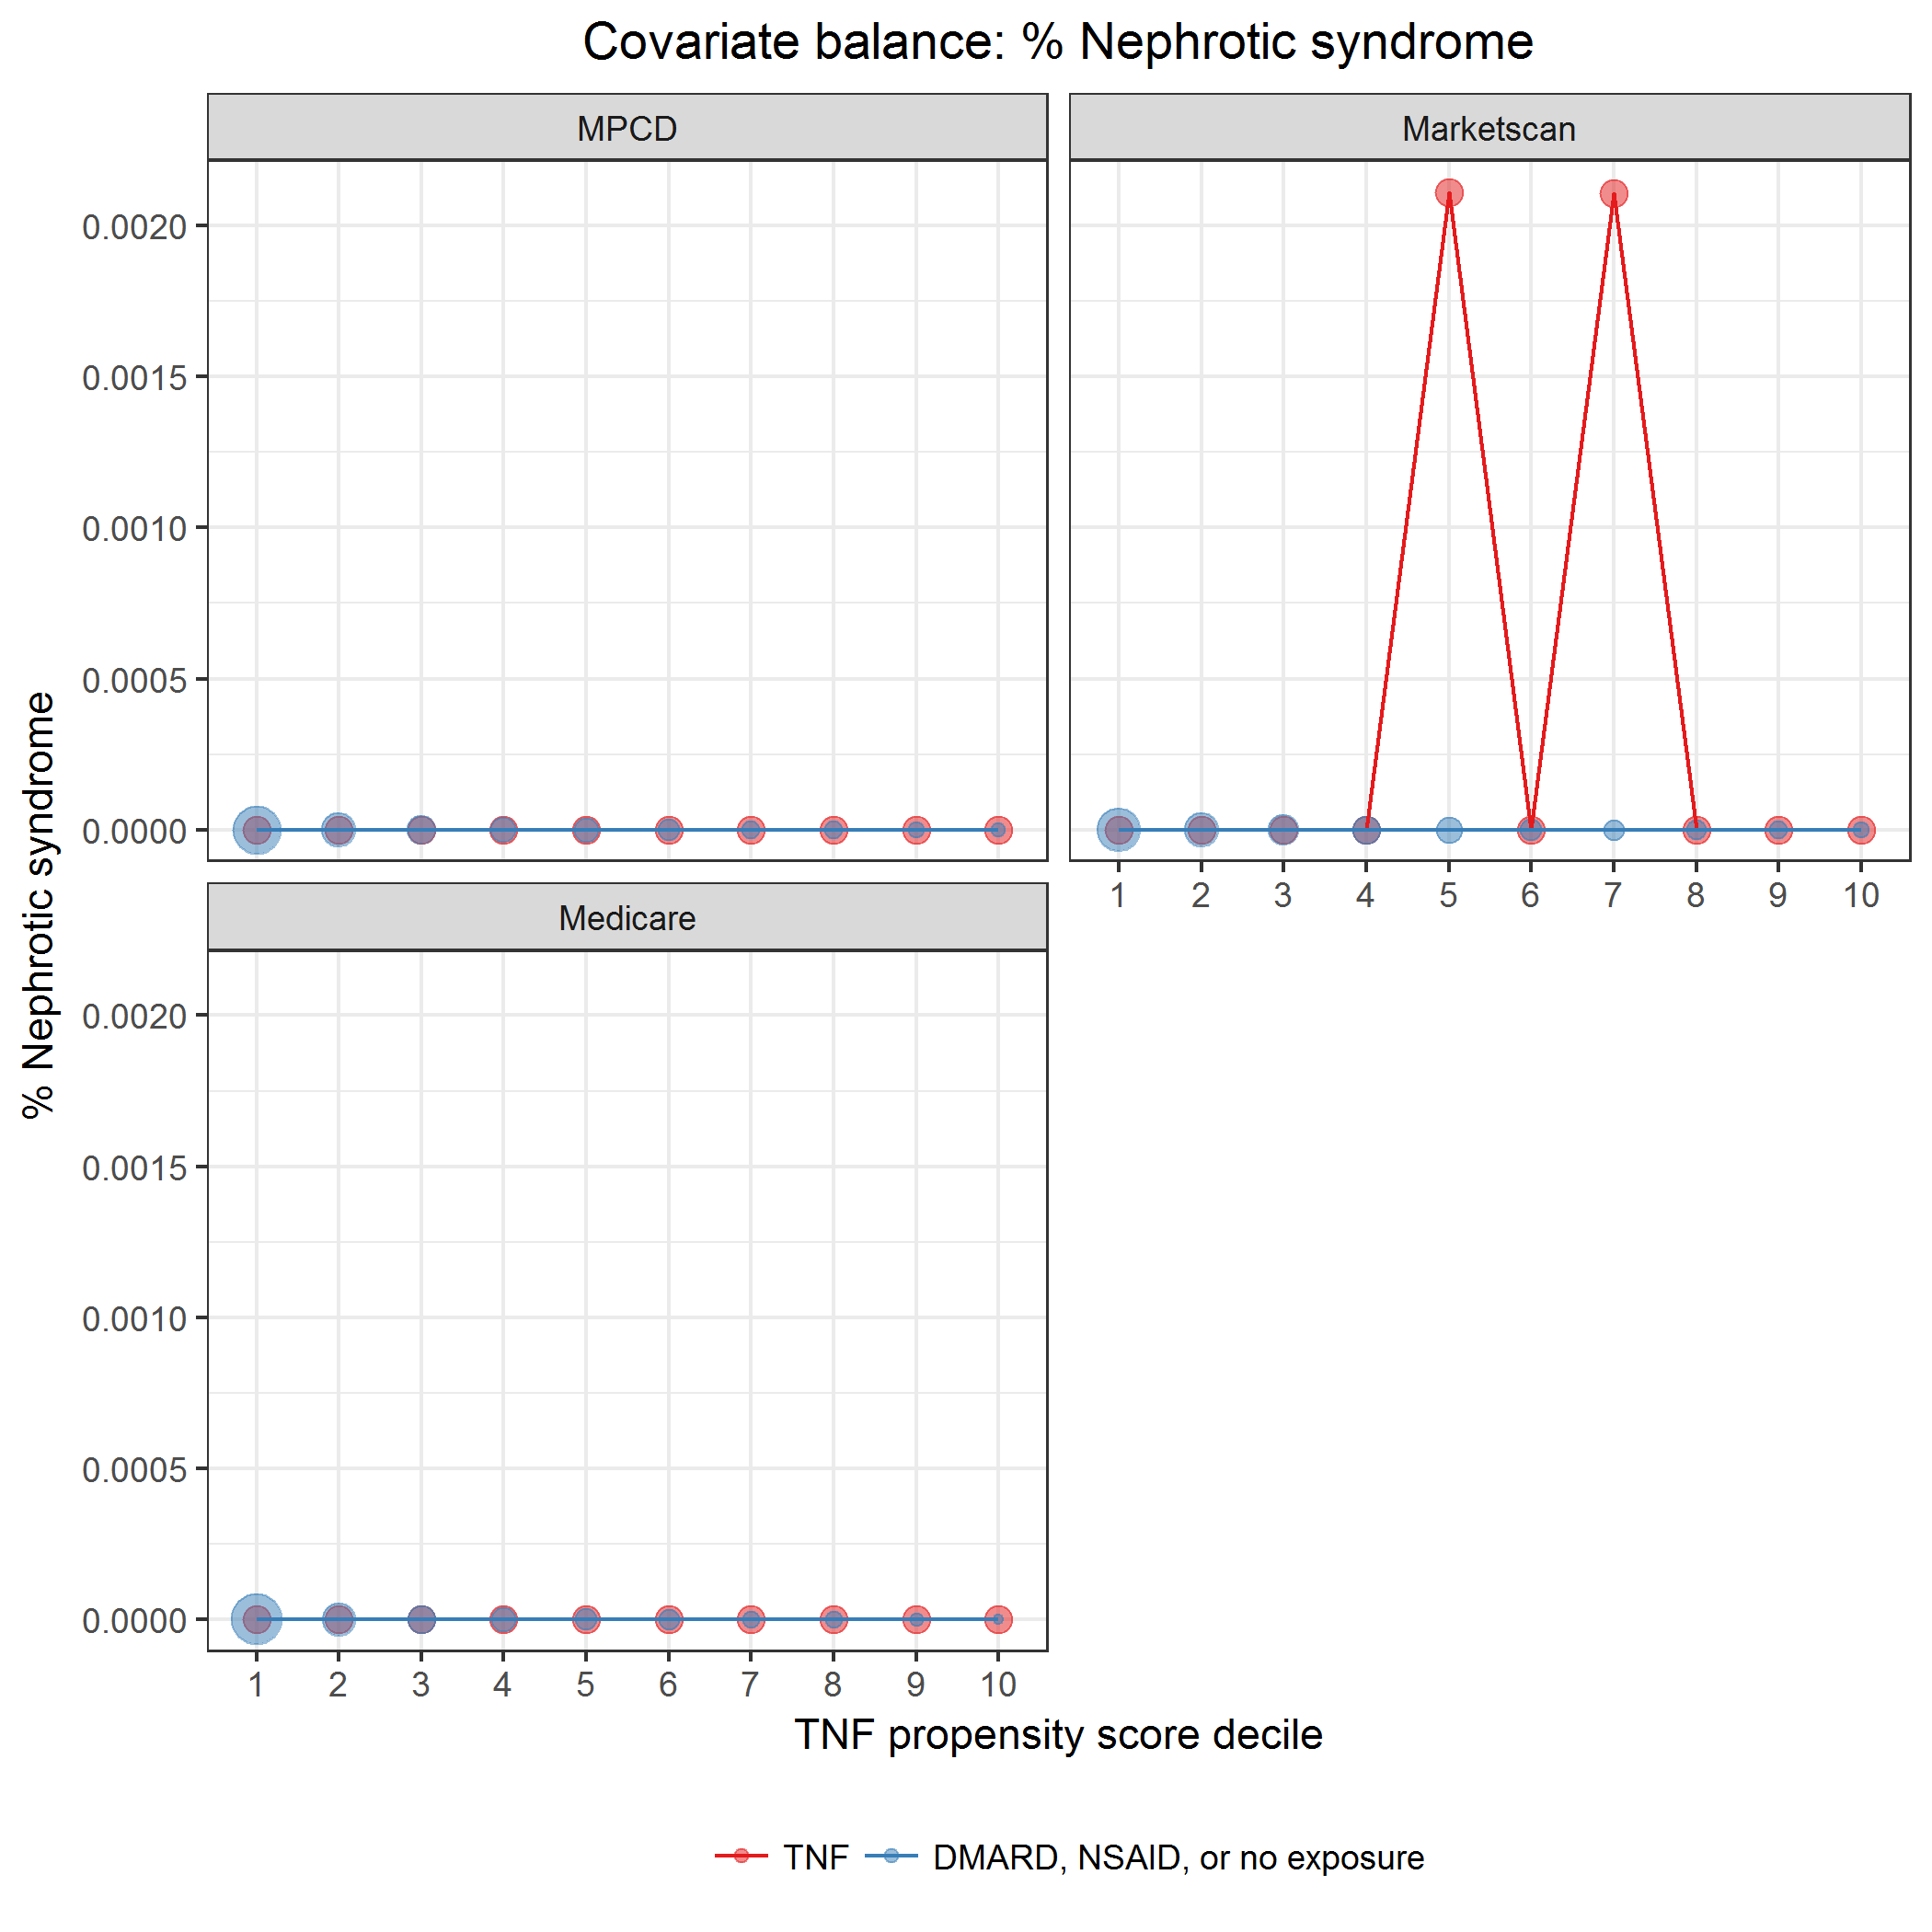 Covariate balance: % Nephrotic syndrome
MPCD
Marketscan
0.0020
0.0015
0.0010
0.0005
0.0000
1 2 3 4 5 6 7 8 9 10
Medicare
0.0020
0.0015
0.0010
0.0005
0.0000
1 2 3 4 5 6 7 8 9 10
% Nephrotic syndrome
TNF propensity score decile
TNF
DMARD, NSAID, or no exposure